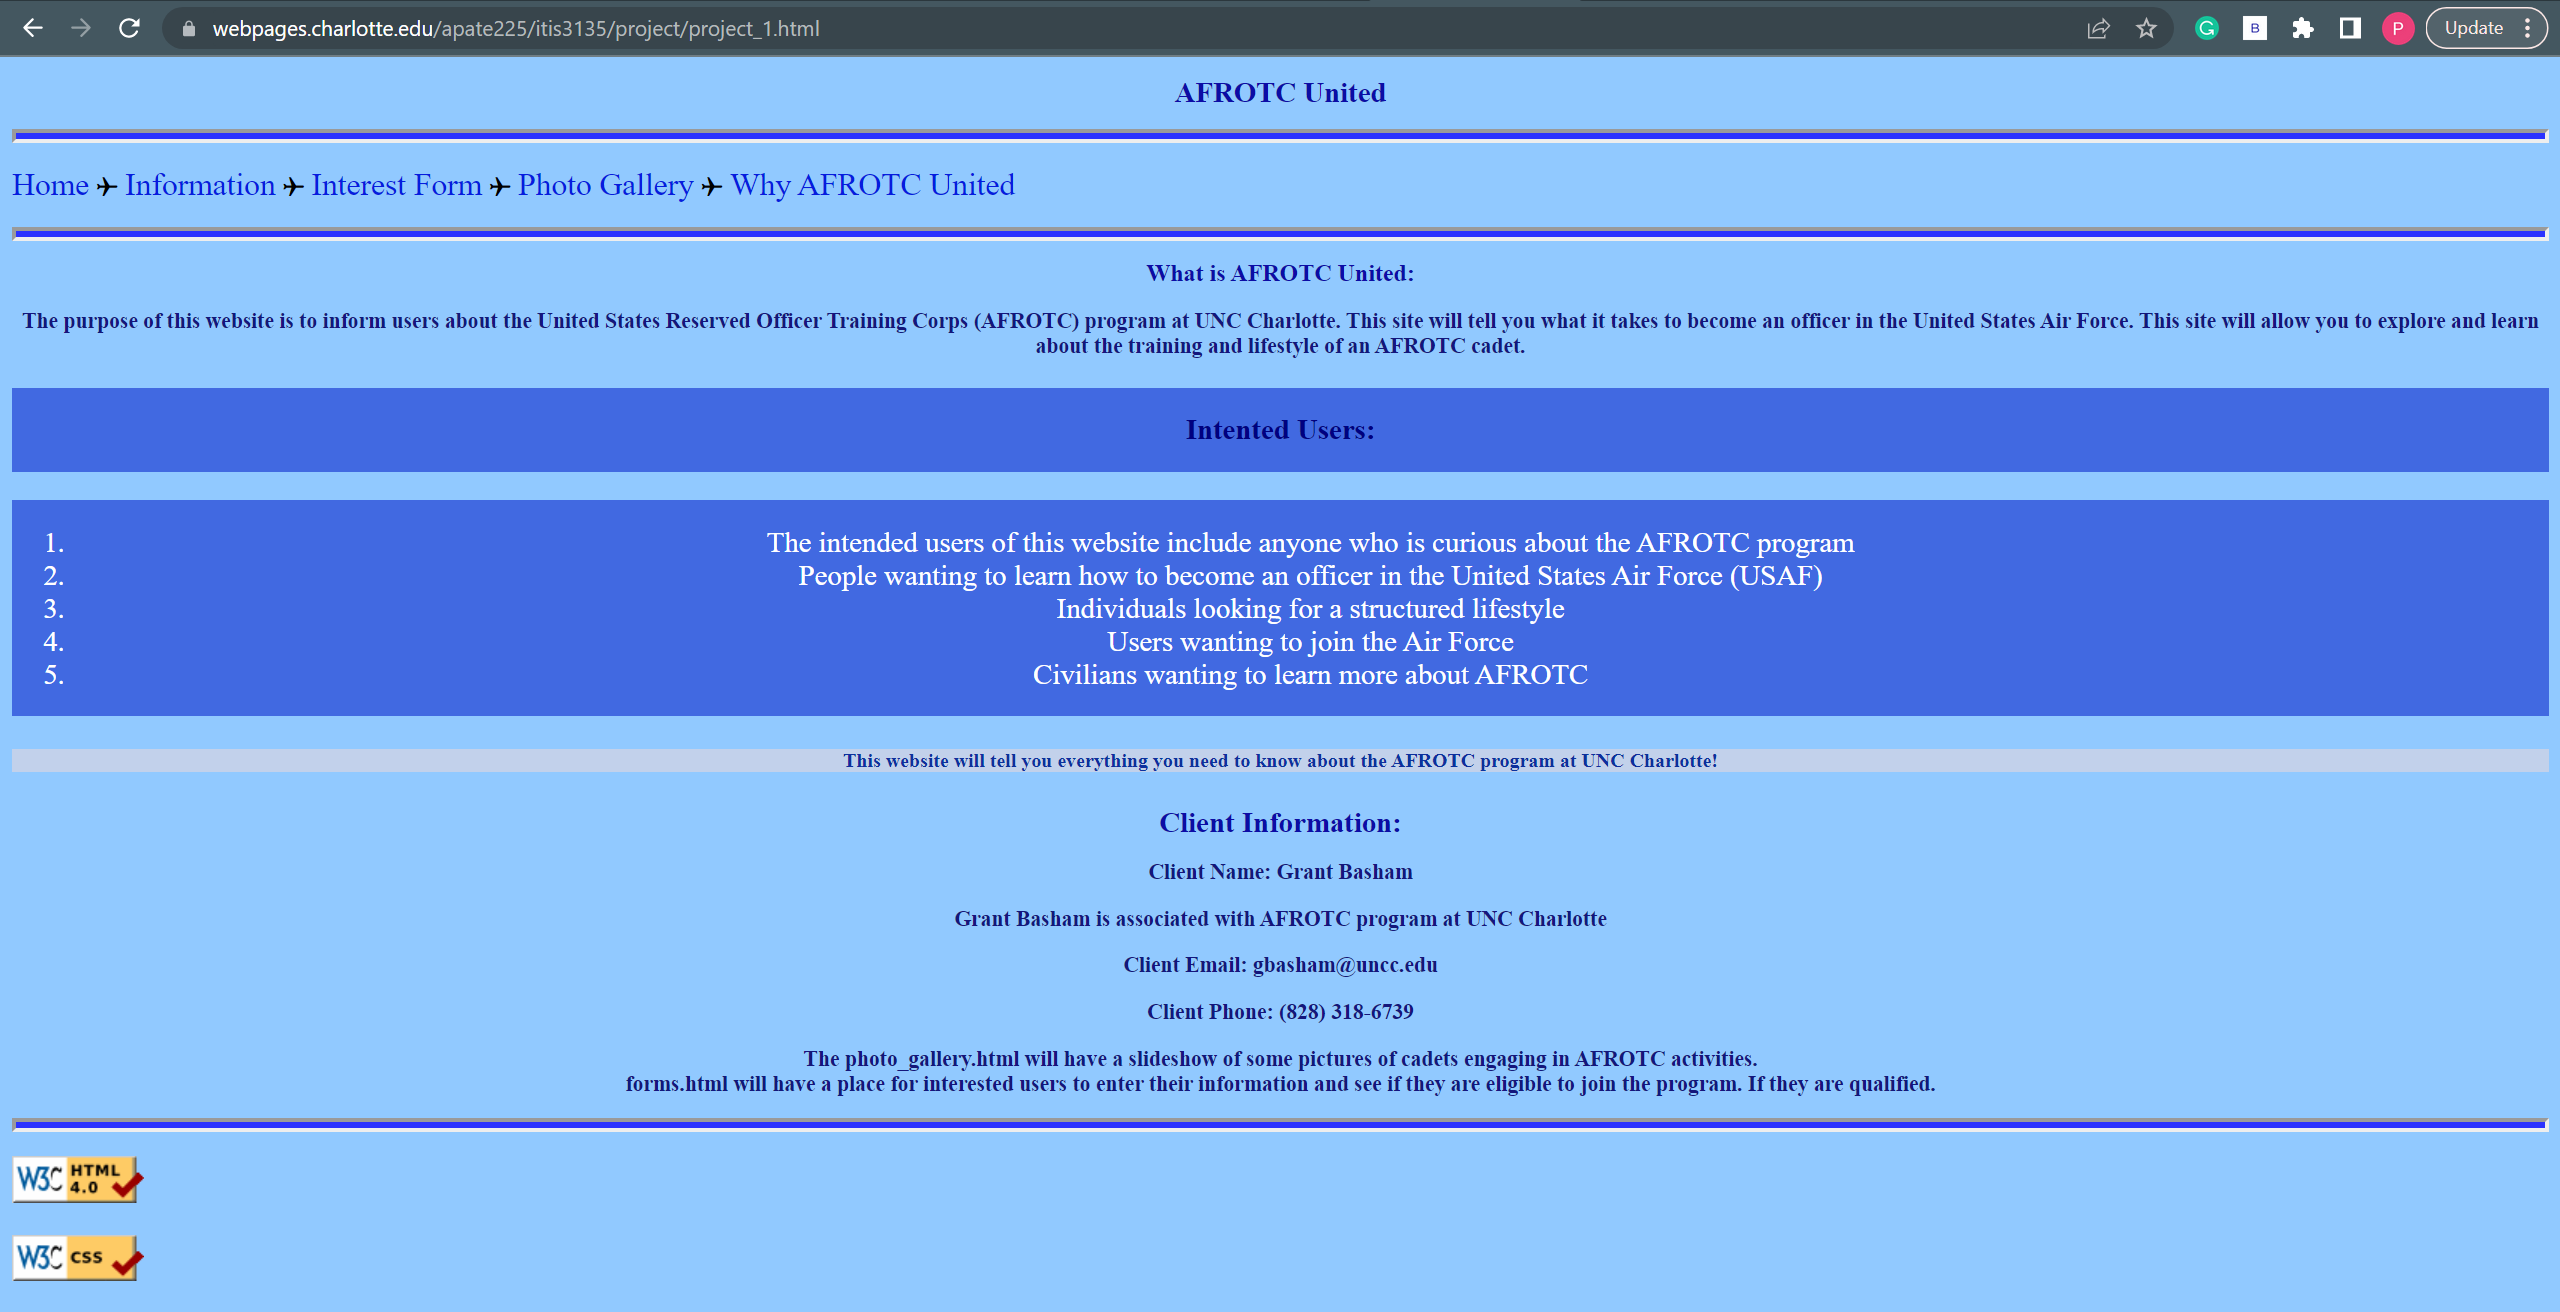 webpages.charlotte.edu/apate225/itis3135/project/project_1.html
B
P
Update
AFROTC United
Home ✈ Information ✈ Interest Form ✈ Photo Gallery ✈ Why AFROTC United
What is AFROTC United:
The purpose of this website is to inform users about the United States Reserved Officer Training Corps (AFROTC) program at UNC Charlotte. This site will tell you what it takes to become an officer in the United States Air Force. This site will allow you to explore and learn
about the training and lifestyle of an AFROTC cadet.
Intented Users:
1. The intended users of this website include anyone who is curious about the AFROTC program
2. People wanting to learn how to become an officer in the United States Air Force (USAF)
3. Individuals looking for a structured lifestyle
4. Users wanting to join the Air Force
5. Civilians wanting to learn more about AFROTC
This website will tell you everything you need to know about the AFROTC program at UNC Charlotte!
Client Information:
Client Name: Grant Basham
Grant Basham is associated with AFROTC program at UNC Charlotte
Client Email: gbasham@uncc.edu
Client Phone: (828) 318-6739
The photo_gallery.html will have a slideshow of some pictures of cadets engaging in AFROTC activities.
forms.html will have a place for interested users to enter their information and see if they are eligible to join the program. If they are qualified.
W3C HTML 4.0
W3C CSS